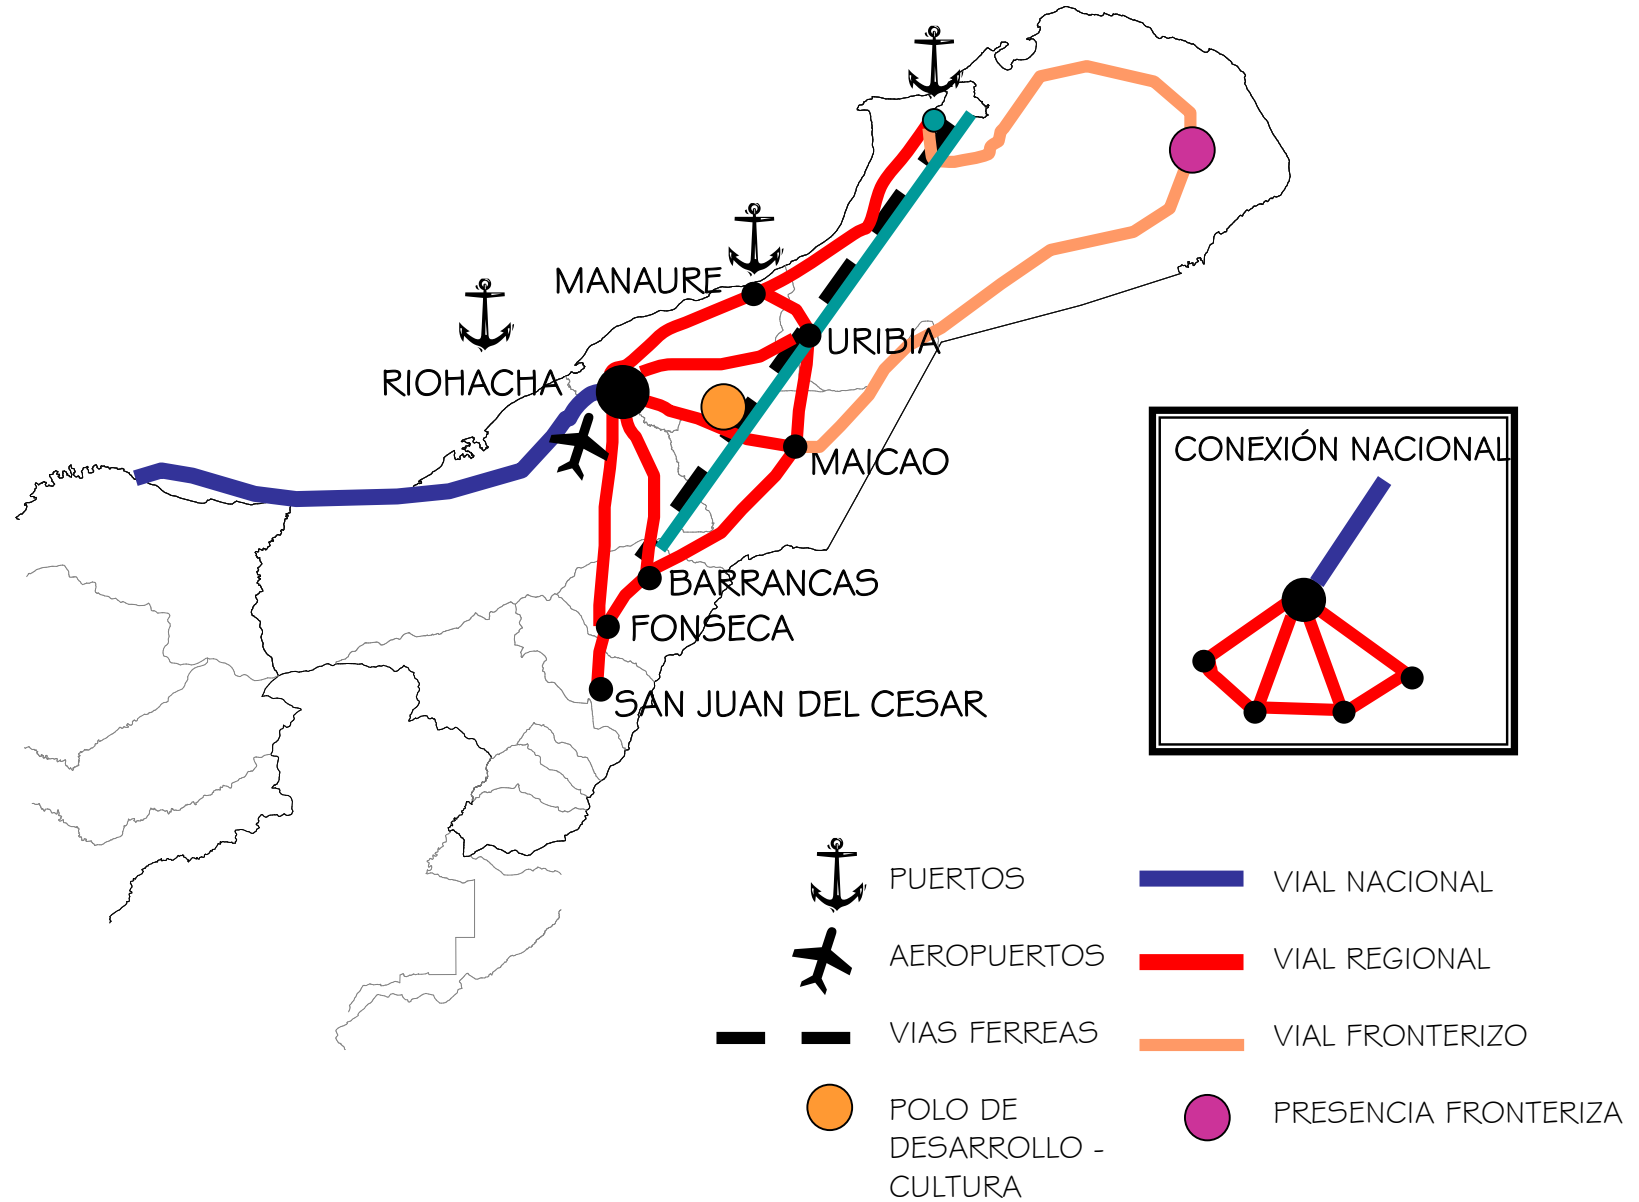 MANAURE
URIBIA
RIOHACHA
MAICAO
CONEXIÓN NACIONAL
BARRANCAS
FONSECA
SAN JUAN DEL CESAR
PUERTOS
AEROPUERTOS
VIAS FERREAS
POLO DE
DESARROLLO -
CULTURA
VIAL NACIONAL
VIAL REGIONAL
VIAL FRONTERIZO
PRESENCIA FRONTERIZA